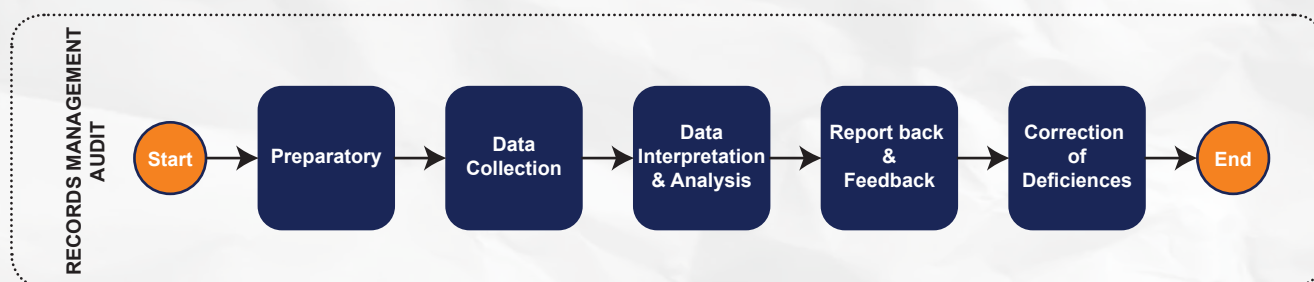 RECORDS MANAGEMENT
AUDIT
Start
Preparatory
Data
Collection
Data
Interpretation
& Analysis
Report back
&
Feedback
Correction
of
Deficiences
End